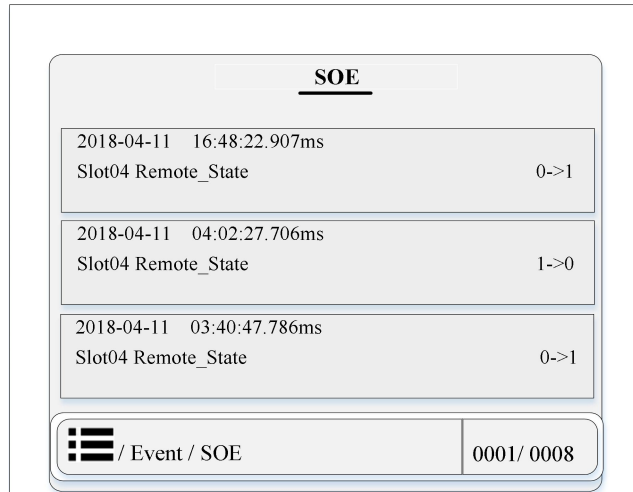 SOE
2018-04-11 16:48:22.907ms
Slot04 Remote_State 0->1
2018-04-11 04:02:27.706ms
Slot04 Remote_State 1->0
2018-04-11 03:40:47.786ms
Slot04 Remote_State 0->1
/ Event / SOE 0001/ 0008